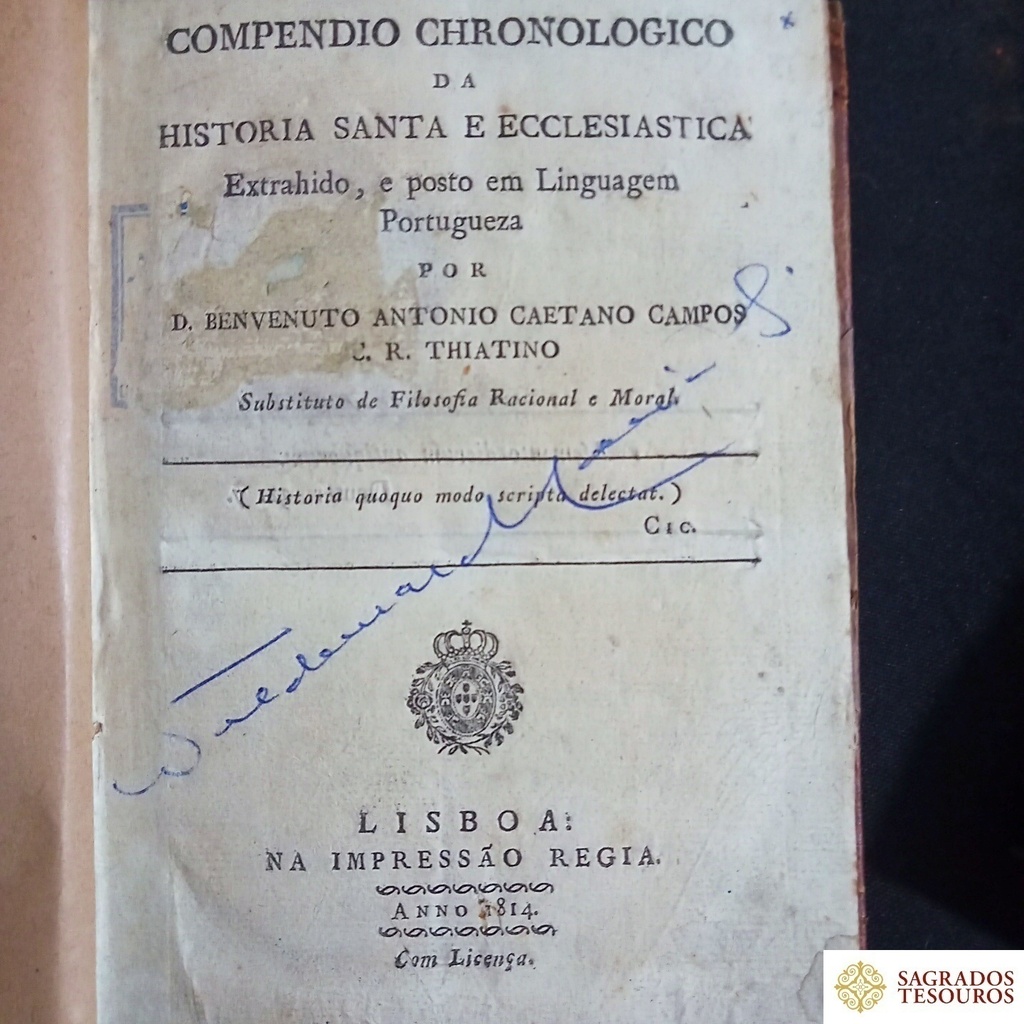 COMPENDIO CHRONOLOGICO
DA
HISTORIA SANTA E ECCLESIASTICA
Extrahido, e posto em Linguagem
Portugueza
POR
D. BENVENUTO ANTONIO CAETANO CAMPOS
C. R. THIATINO
Substituto de Filosofia Racional e Moral.
(Historia quoquo modo scripta delectat.)
Cic.
LISBOA:
NA IMPRESSÃO REGIA.
ANNO 1814.
Com Licença.
SAGRADOS
TESOUROS